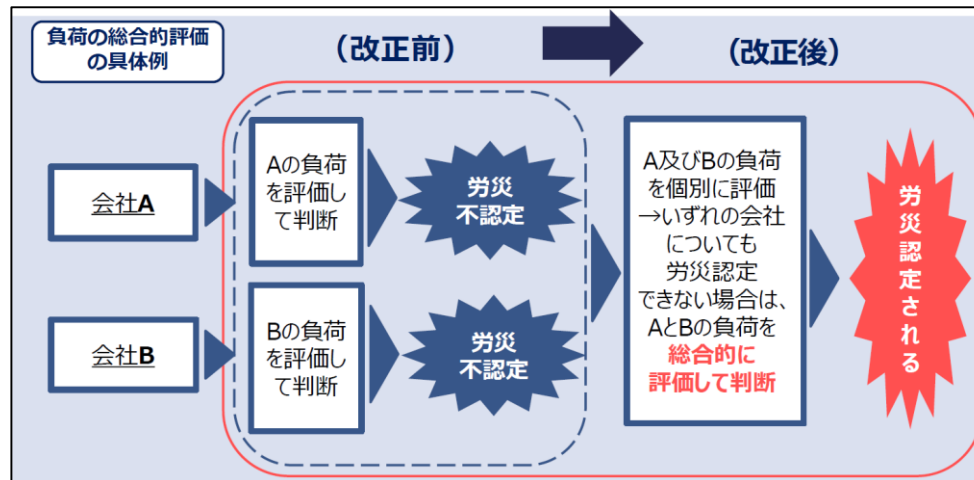 負荷の総合的評価
の具体例
（改正前）
（改正後）
会社A
Aの負荷
を評価し
て判断
労災
不認定
会社B
Bの負荷
を評価し
て判断
労災
不認定
A及びBの負荷
を個別に評価
→いずれの会社
についても
労災認定
できない場合は、
AとBの負荷を
総合的に
評価して判断
労災認定される